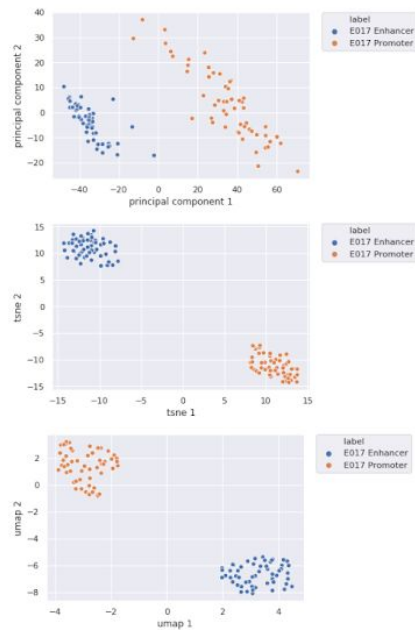 40
30
20
10
0
−10
−20
−40 −20 0 20 40 60
principal component 2
principal component 1
label
E017 Enhancer
E017 Promoter
15
10
5
0
−5
−10
−15
−15 −10 −5 0 5 10 15
tsne 2
tsne 1
label
E017 Enhancer
E017 Promoter
2
0
−2
−4
−6
−8
−4 −2 0 2 4
umap 2
umap 1
label
E017 Enhancer
E017 Promoter